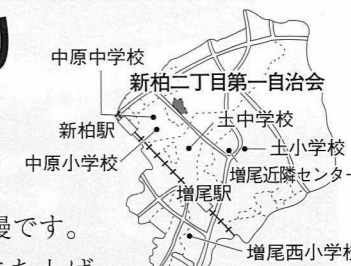 中原中学校
新柏二丁目第一自治会
土中学校
新柏駅
土小学校
中原小学校
増尾近隣センター
増尾駅
増尾西小学校
慢です。